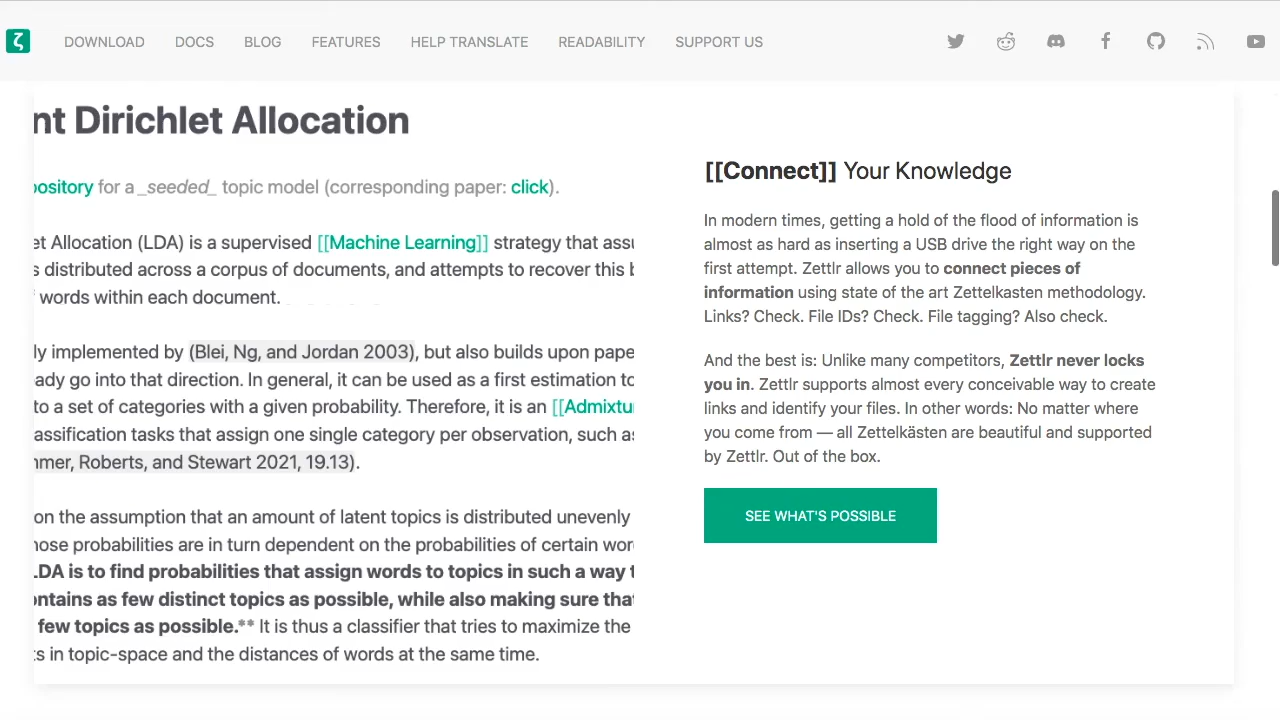 ζ DOWNLOAD DOCS BLOG FEATURES HELP TRANSLATE READABILITY SUPPORT US
nt Dirichlet Allocation
pository for a _seeded_ topic model (corresponding paper: click).
et Allocation (LDA) is a supervised [[Machine Learning]] strategy that assu
s distributed across a corpus of documents, and attempts to recover this b
words within each document.
ly implemented by (Blei, Ng, and Jordan 2003), but also builds upon pape
ady go into that direction. In general, it can be used as a first estimation to
to a set of categories with a given probability. Therefore, it is an [[Admixtu
assification tasks that assign one single category per observation, such as
mmer, Roberts, and Stewart 2021, 19.13).
on the assumption that an amount of latent topics is distributed unevenly
hose probabilities are in turn dependent on the probabilities of certain wor
LDA is to find probabilities that assign words to topics in such a way t
ontains as few distinct topics as possible, while also making sure that
few topics as possible.** It is thus a classifier that tries to maximize the
ts in topic-space and the distances of words at the same time.
[[Connect]] Your Knowledge
In modern times, getting a hold of the flood of information is
almost as hard as inserting a USB drive the right way on the
first attempt. Zettlr allows you to connect pieces of
information using state of the art Zettelkasten methodology.
Links? Check. File IDs? Check. File tagging? Also check.
And the best is: Unlike many competitors, Zettlr never locks
you in. Zettlr supports almost every conceivable way to create
links and identify your files. In other words: No matter where
you come from — all Zettelkästen are beautiful and supported
by Zettlr. Out of the box.
SEE WHAT'S POSSIBLE